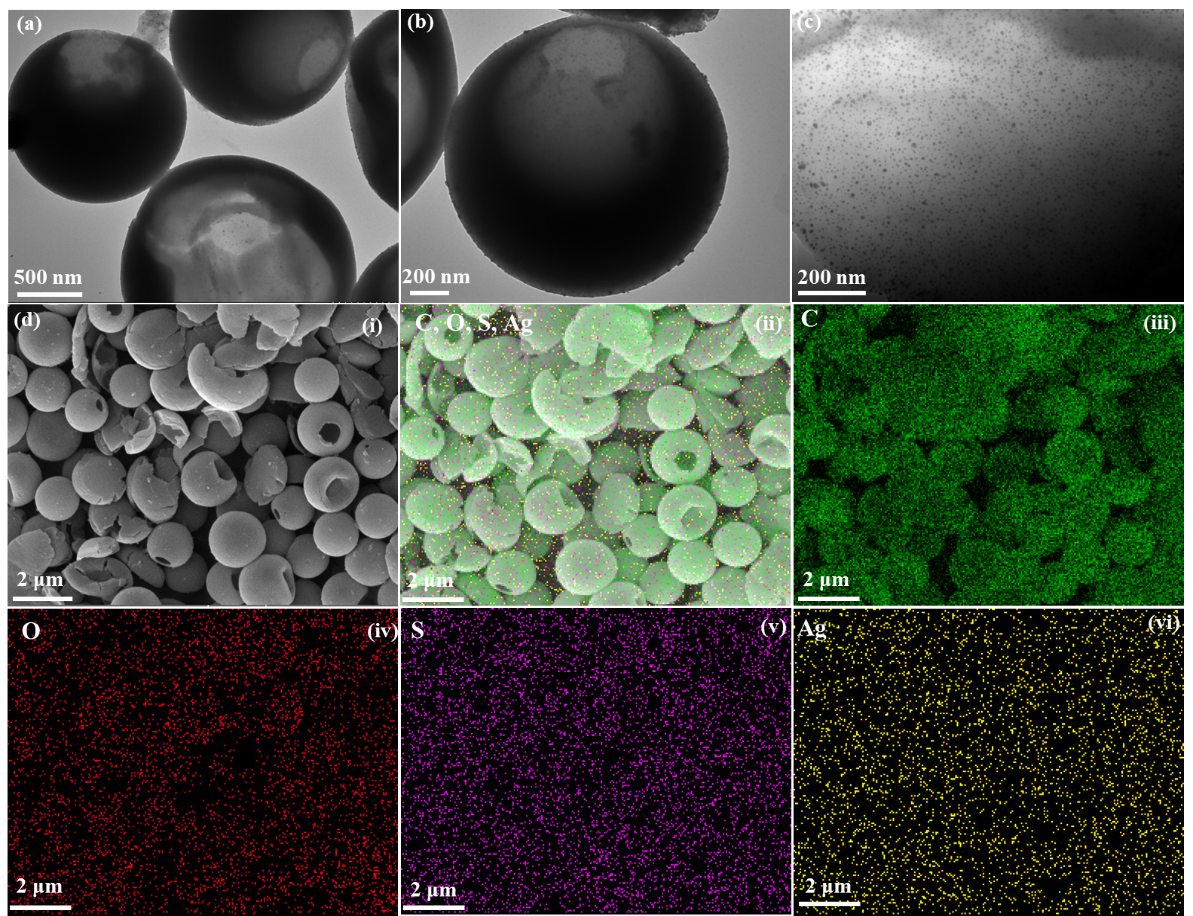 (a)
500 nm
(b)
200 nm
(c)
200 nm
(d)
(i)
2 μm
C, O, S, Ag
(ii)
2 μm
C
(iii)
2 μm
O
(iv)
2 μm
S
(v)
2 μm
Ag
(vi)
2 μm